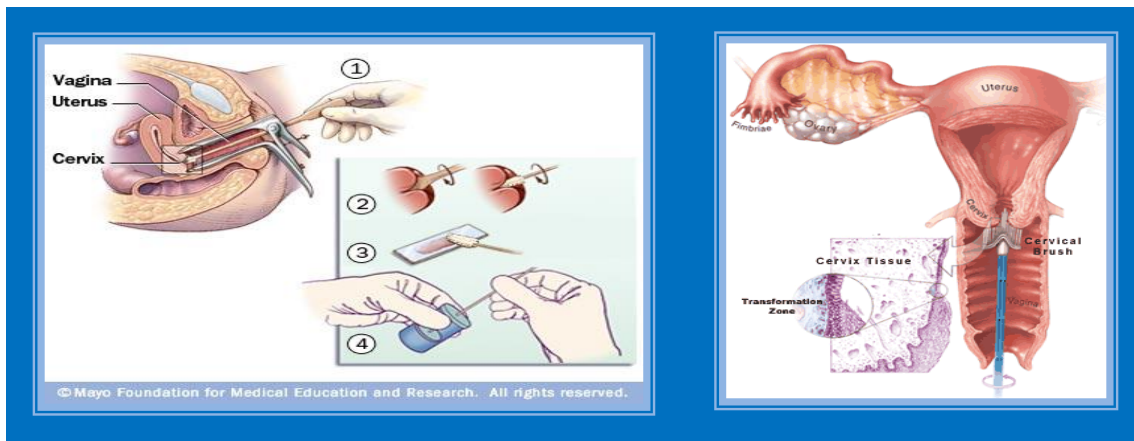 Vagina
Uterus
Cervix
1
2
3
4
© Mayo Foundation for Medical Education and Research. All rights reserved.
Uterus
Fimbriae
Ovary
Cervix
Cervical
Brush
Cervix Tissue
Transformation
Zone
Vagina